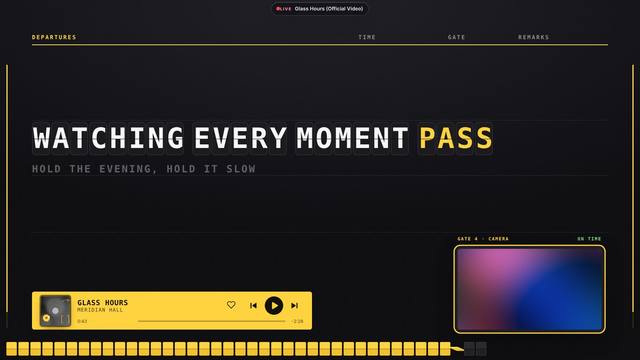 LIVE Glass Hours (Official Video)
DEPARTURES TIME GATE REMARKS
WATCHING EVERY MOMENT PASS
HOLD THE EVENING, HOLD IT SLOW
GATE 4 · CAMERA ON TIME
GLASS HOURS
MERIDIAN HALL
0:43 -2:28